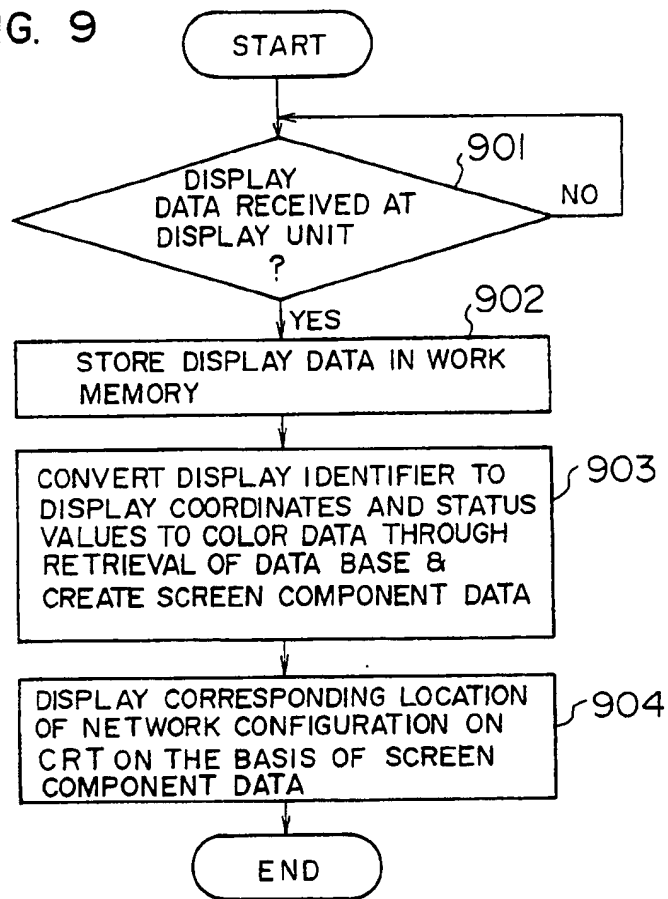 G. 9
START
901
DISPLAY
DATA RECEIVED AT
DISPLAY UNIT
?
NO
YES
902
STORE DISPLAY DATA IN WORK
MEMORY
903
CONVERT DISPLAY IDENTIFIER TO
DISPLAY COORDINATES AND STATUS
VALUES TO COLOR DATA THROUGH
RETRIEVAL OF DATA BASE &
CREATE SCREEN COMPONENT DATA
904
DISPLAY CORRESPONDING LOCATION
OF NETWORK CONFIGURATION ON
CRT ON THE BASIS OF SCREEN
COMPONENT DATA
END